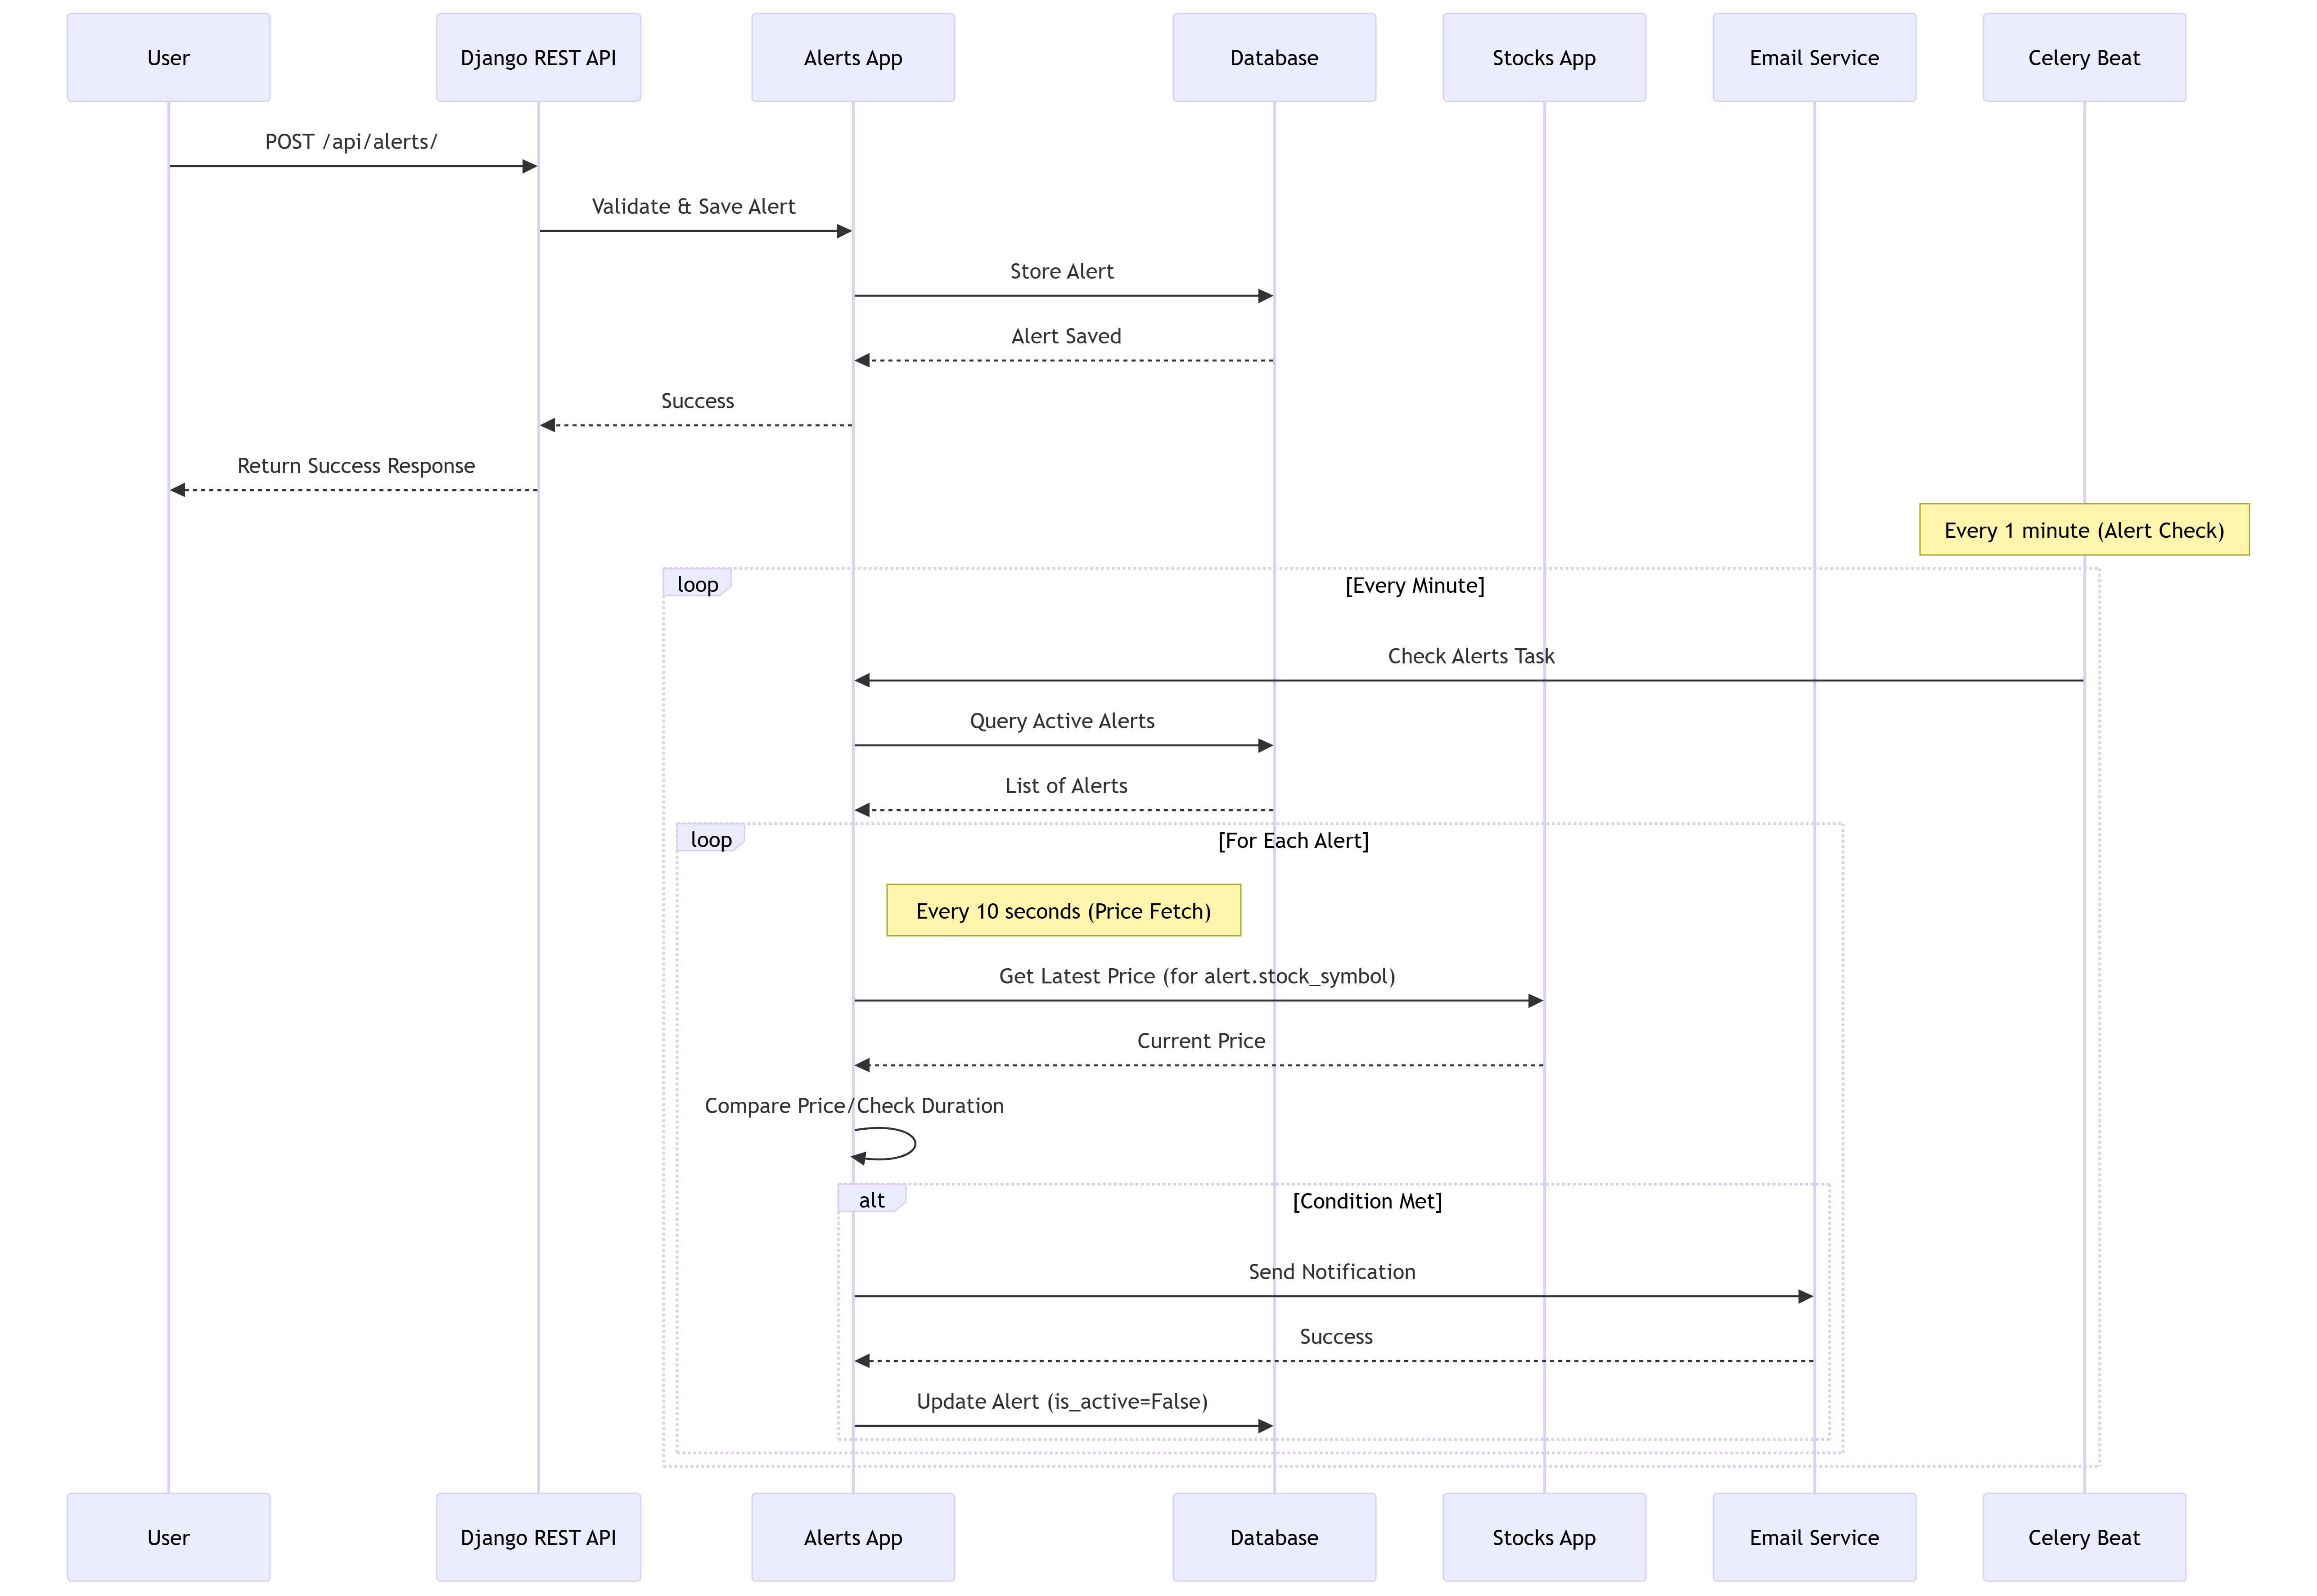 User
Django REST API
Alerts App
Database
Stocks App
Email Service
Celery Beat
POST /api/alerts/
Validate & Save Alert
Store Alert
Alert Saved
Success
Return Success Response
Every 1 minute (Alert Check)
loop
[Every Minute]
Check Alerts Task
Query Active Alerts
List of Alerts
loop
[For Each Alert]
Every 10 seconds (Price Fetch)
Get Latest Price (for alert.stock_symbol)
Current Price
Compare Price/Check Duration
alt
[Condition Met]
Send Notification
Success
Update Alert (is_active=False)
User
Django REST API
Alerts App
Database
Stocks App
Email Service
Celery Beat